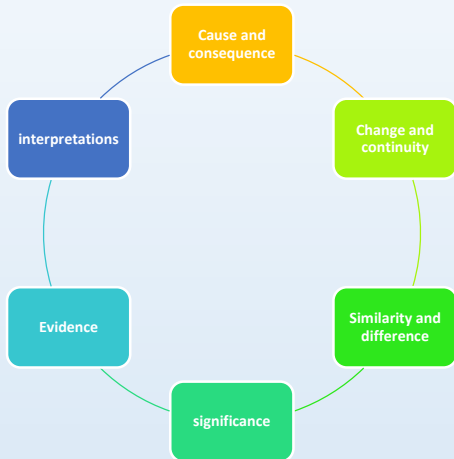 Cause and
consequence
Change and
continuity
Similarity and
difference
significance
Evidence
interpretations